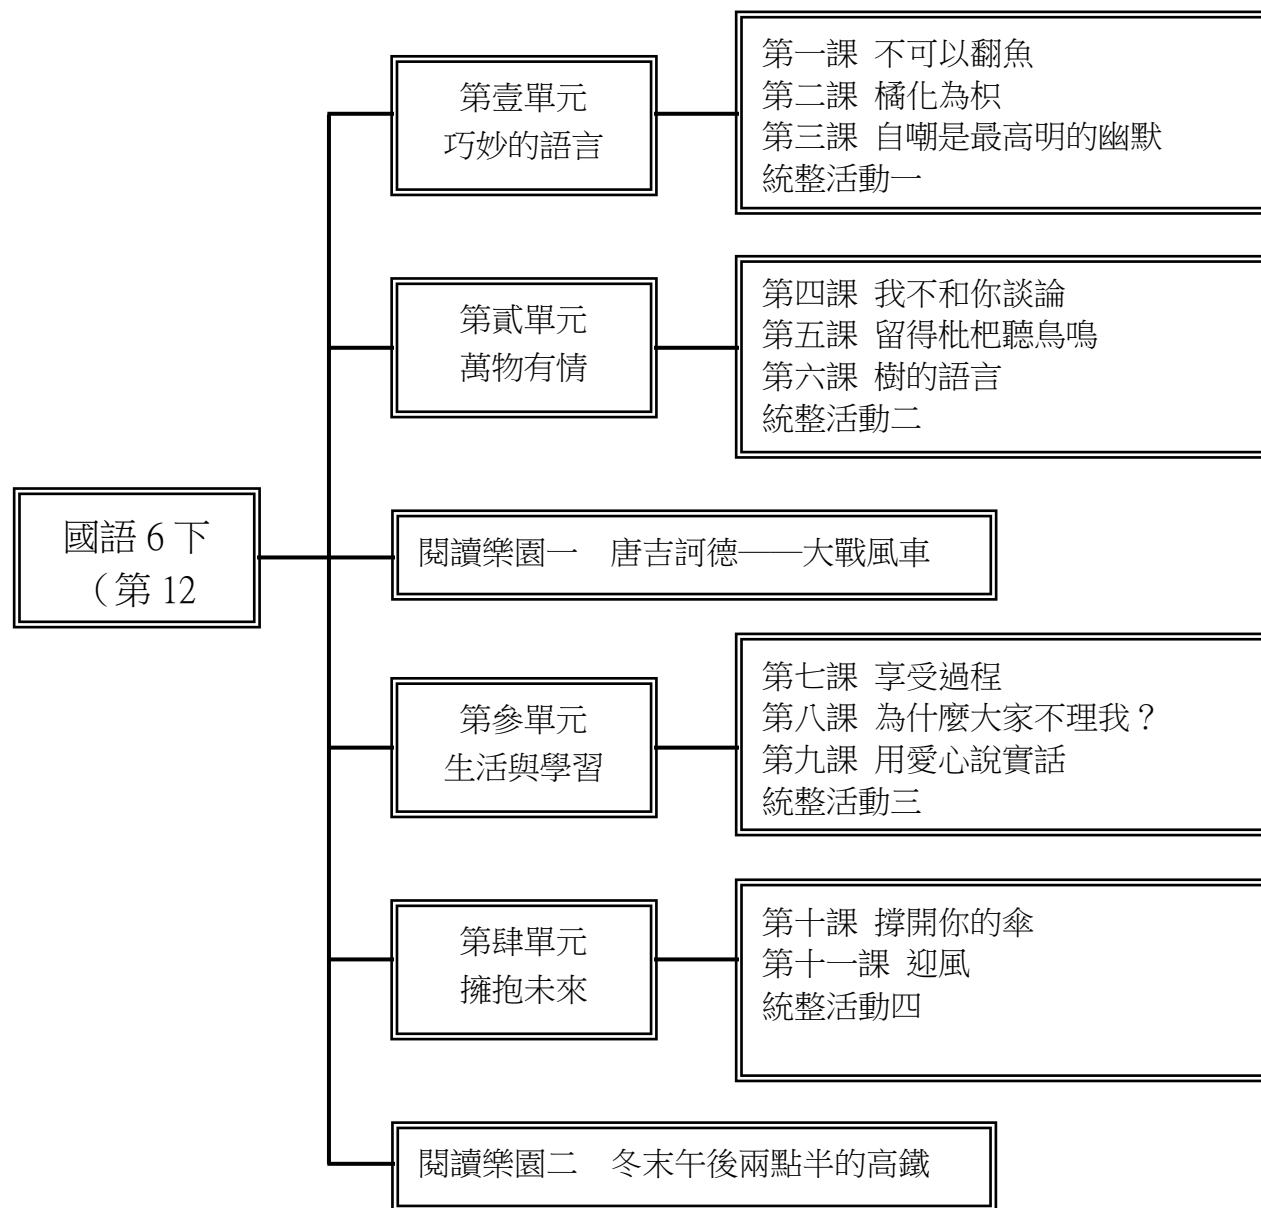 國語 6 下
（第 12
第壹單元
巧妙的語言
第一課 不可以翻魚
第二課 橘化為枳
第三課 自嘲是最高明的幽默
統整活動一
第貳單元
萬物有情
第四課 我不和你談論
第五課 留得枇杷聽鳥鳴
第六課 樹的語言
統整活動二
閱讀樂園一　唐吉訶德——大戰風車
第參單元
生活與學習
第七課 享受過程
第八課 為什麼大家不理我？
第九課 用愛心說實話
統整活動三
第肆單元
擁抱未來
第十課 撐開你的傘
第十一課 迎風
統整活動四
閱讀樂園二　冬末午後兩點半的高鐵